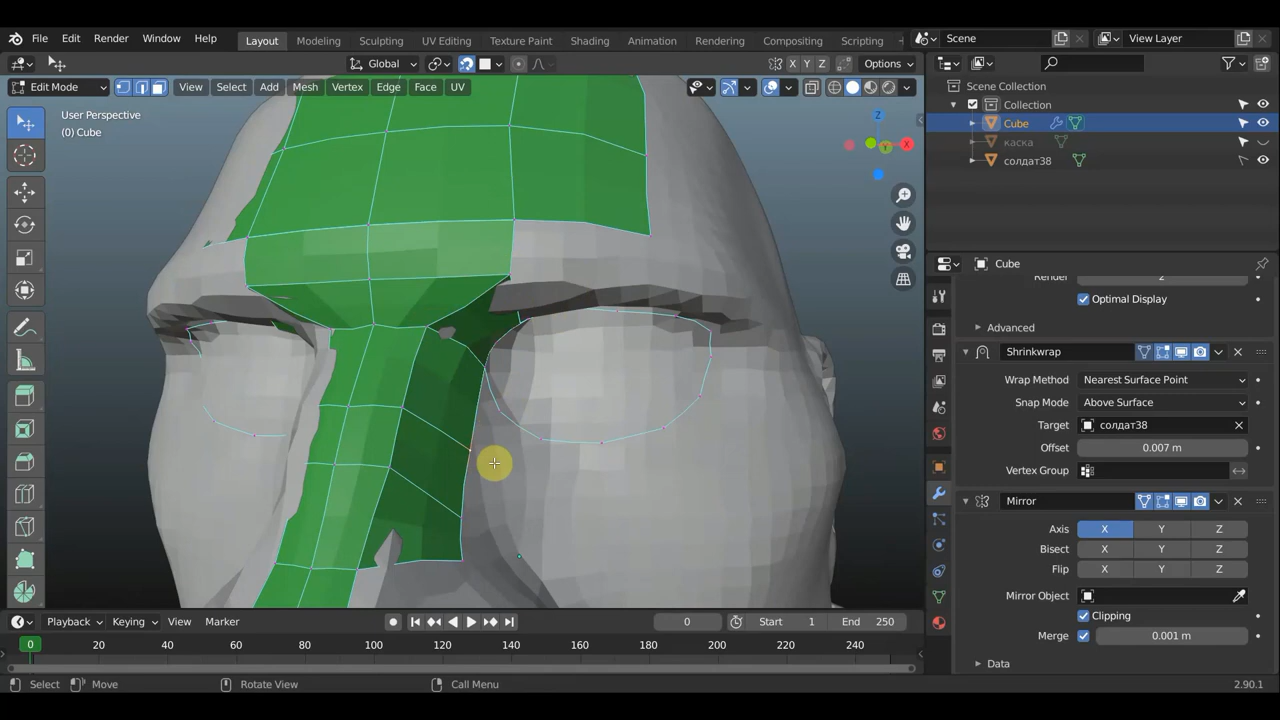 File Edit Render Window Help Layout Modeling Sculpting UV Editing Texture Paint Shading Animation Rendering Compositing Scripting Scene View Layer
Global Options
Edit Mode View Select Add Mesh Vertex Edge Face UV
User Perspective
(0) Cube
Z
X
Y
X Y Z
Scene Collection
Collection
Cube
каска
солдат38
Cube
Render 2
Optimal Display
Advanced
Shrinkwrap
Wrap Method Nearest Surface Point
Snap Mode Above Surface
Target солдат38
Offset 0.007 m
Vertex Group
Mirror
Axis X Y Z
Bisect X Y Z
Flip X Y Z
Mirror Object
Clipping
Merge 0.001 m
Data
Playback Keying View Marker 0 Start 1 End 250
0 20 40 60 80 100 120 140 160 180 200 220 240
Select Move Rotate View Call Menu 2.90.1